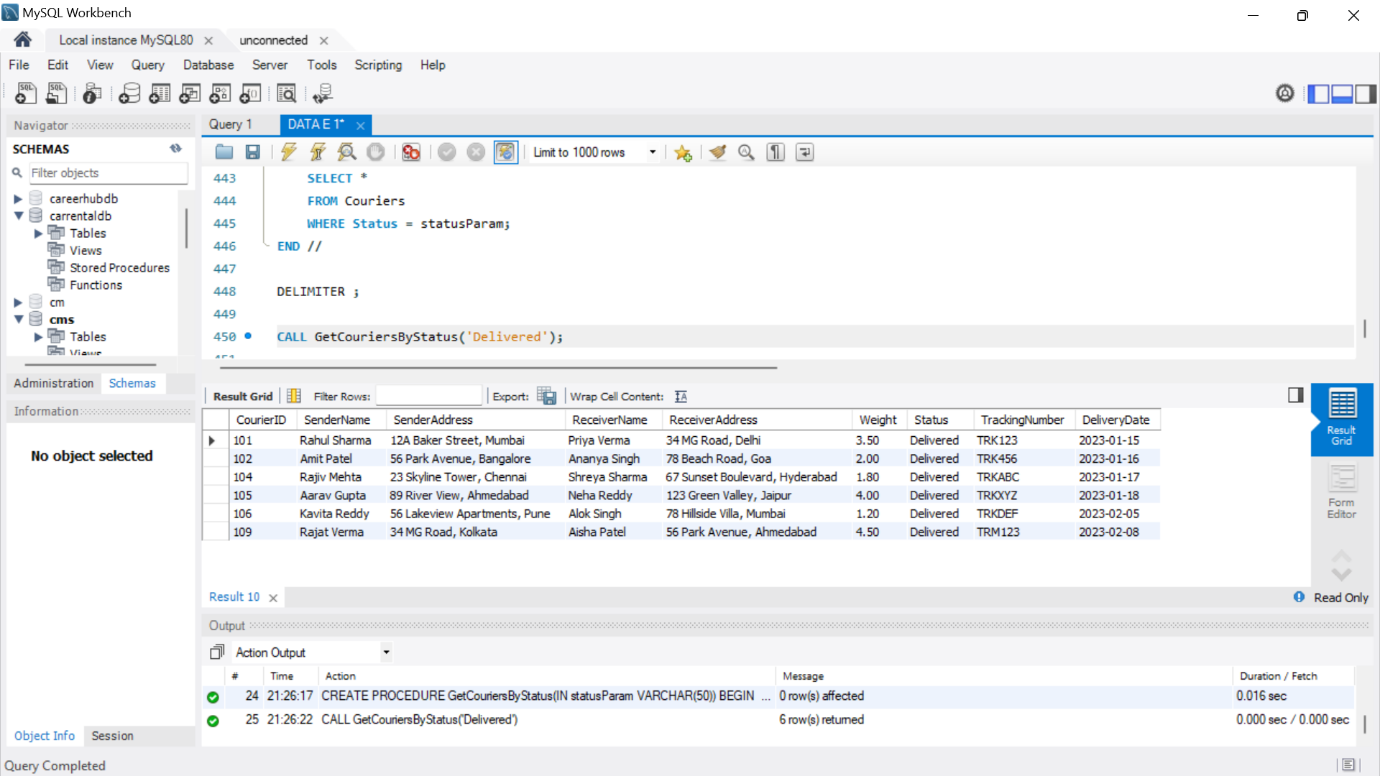 MySQL Workbench
Local instance MySQL80
unconnected
File Edit View Query Database Server Tools Scripting Help
Navigator
SCHEMAS
Filter objects
careerhubdb
carrentaldb
Tables
Views
Stored Procedures
Functions
cm
cms
Tables
Views
Administration Schemas
Information
No object selected
Object Info Session
Query 1 DATA E 1*
Limit to 1000 rows
443 SELECT *
444 FROM Couriers
445 WHERE Status = statusParam;
446 END //
447
448 DELIMITER ;
449
450 CALL GetCouriersByStatus('Delivered');
451
Result Grid Filter Rows: Export: Wrap Cell Content:
CourierID SenderName SenderAddress ReceiverName ReceiverAddress Weight Status TrackingNumber DeliveryDate
101 Rahul Sharma 12A Baker Street, Mumbai Priya Verma 34 MG Road, Delhi 3.50 Delivered TRK123 2023-01-15
102 Amit Patel 56 Park Avenue, Bangalore Ananya Singh 78 Beach Road, Goa 2.00 Delivered TRK456 2023-01-16
104 Rajiv Mehta 23 Skyline Tower, Chennai Shreya Sharma 67 Sunset Boulevard, Hyderabad 1.80 Delivered TRKABC 2023-01-17
105 Aarav Gupta 89 River View, Ahmedabad Neha Reddy 123 Green Valley, Jaipur 4.00 Delivered TRKXYZ 2023-01-18
106 Kavita Reddy 56 Lakeview Apartments, Pune Alok Singh 78 Hillside Villa, Mumbai 1.20 Delivered TRKDEF 2023-02-05
109 Rajat Verma 34 MG Road, Kolkata Aisha Patel 56 Park Avenue, Ahmedabad 4.50 Delivered TRM123 2023-02-08
Result
Grid
Form
Editor
Result 10
Read Only
Output
Action Output
# Time Action Message Duration / Fetch
24 21:26:17 CREATE PROCEDURE GetCouriersByStatus(IN statusParam VARCHAR(50)) BEGIN ... 0 row(s) affected 0.016 sec
25 21:26:22 CALL GetCouriersByStatus('Delivered') 6 row(s) returned 0.000 sec / 0.000 sec
Query Completed